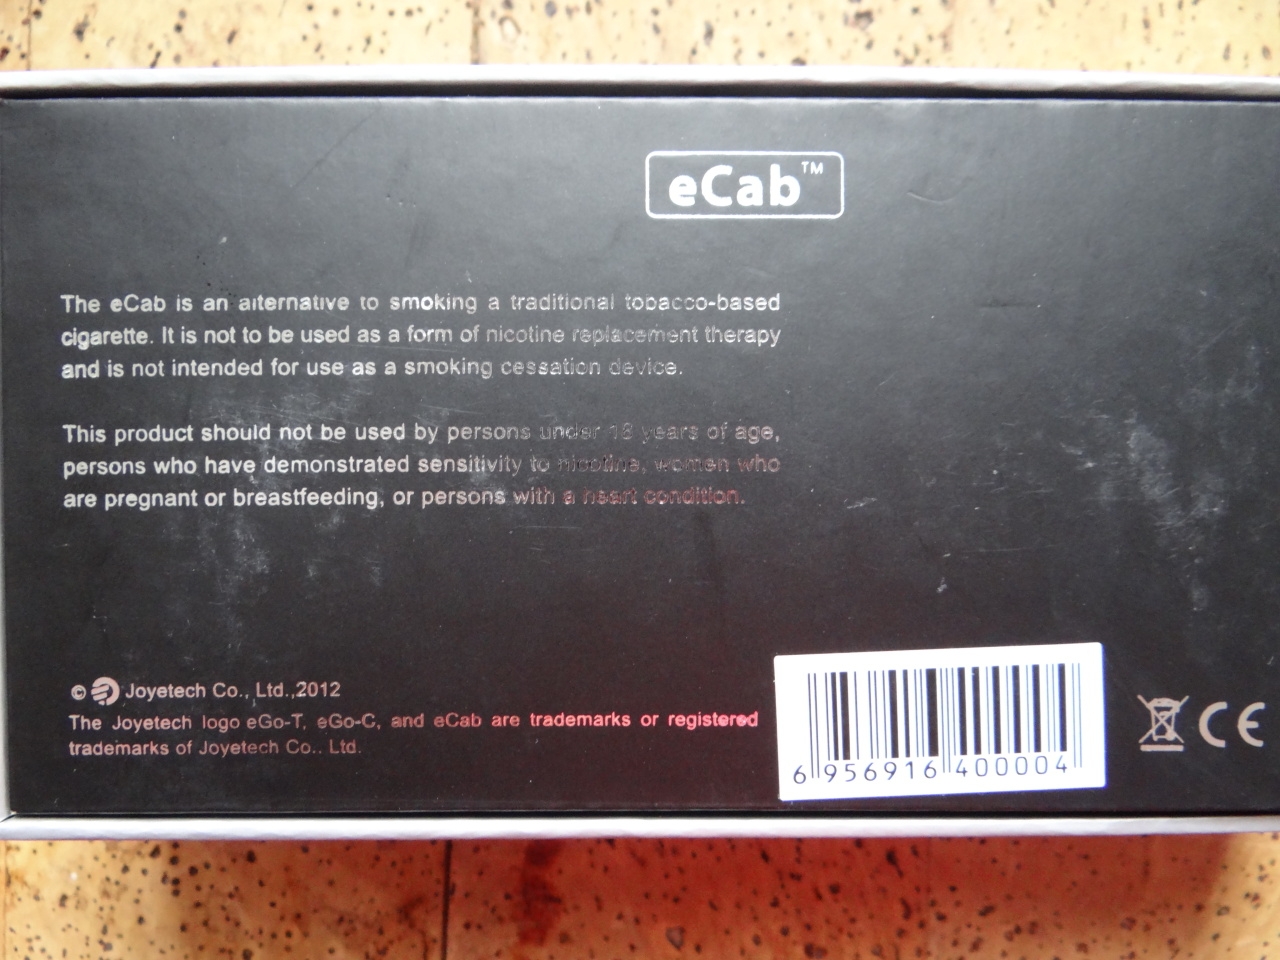 eCab™
The eCab is an alternative to smoking a traditional tobacco-based
cigarette. It is not to be used as a form of nicotine replacement therapy
and is not intended for use as a smoking cessation device.
This product should not be used by persons under 18 years of age,
persons who have demonstrated sensitivity to nicotine, women who
are pregnant or breastfeeding, or persons with a heart condition.
© Joyetech Co., Ltd.,2012
The Joyetech logo eGo-T, eGo-C, and eCab are trademarks or registered
trademarks of Joyetech Co., Ltd.
6 956916 400004
CE